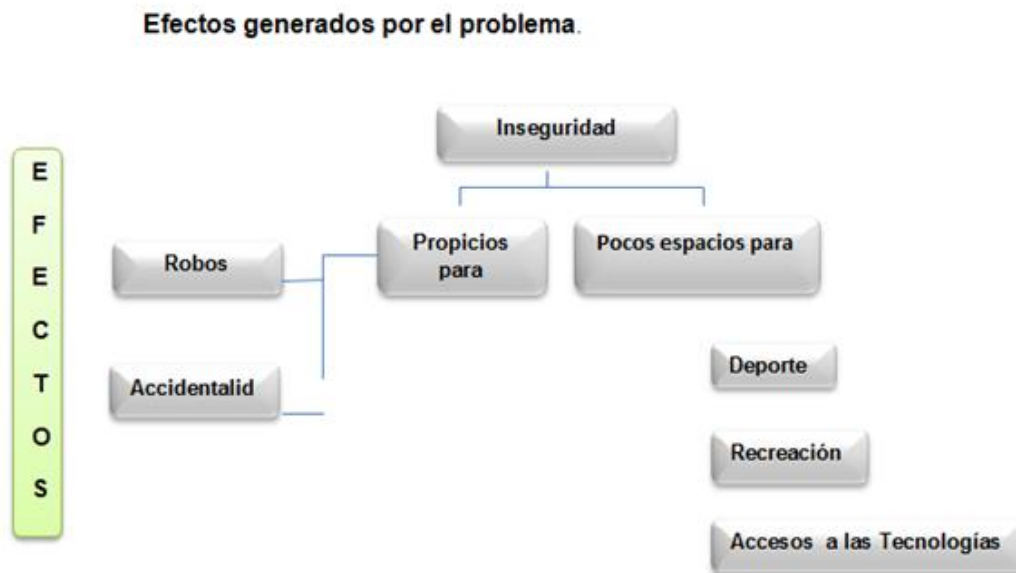 Efectos generados por el problema.
Inseguridad
E
F
E
C
T
O
S
Propicios
para
Pocos espacios para
Robos
Accidentalid
Deporte
Recreación
Accesos a las Tecnologías